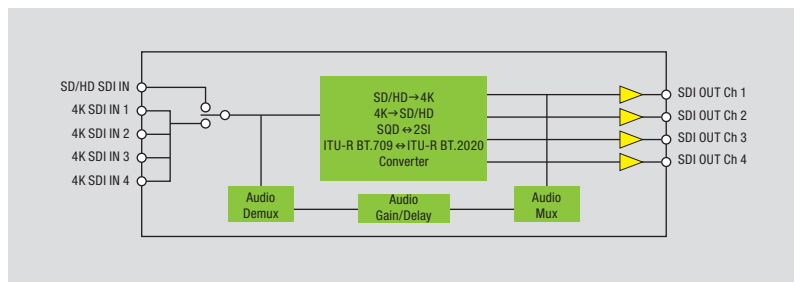 SD/HD SDI IN
4K SDI IN 1
4K SDI IN 2
4K SDI IN 3
4K SDI IN 4
SD/HD→4K
4K→SD/HD
SQD⇔2SI
ITU-R BT.709⇔ITU-R BT.2020
Converter
Audio
Demux
Audio
Gain/Delay
Audio
Mux
SDI OUT Ch 1
SDI OUT Ch 2
SDI OUT Ch 3
SDI OUT Ch 4